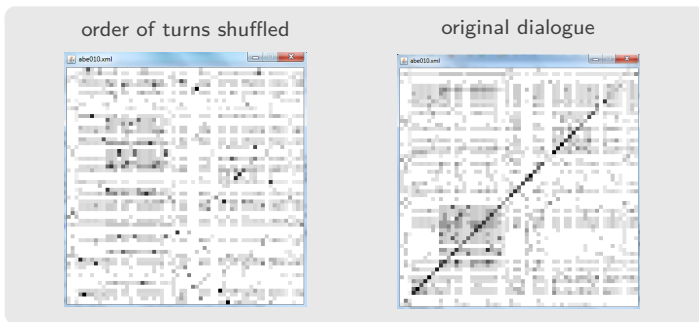 order of turns shuffled
original dialogue
abe010.xml
abe010.xml